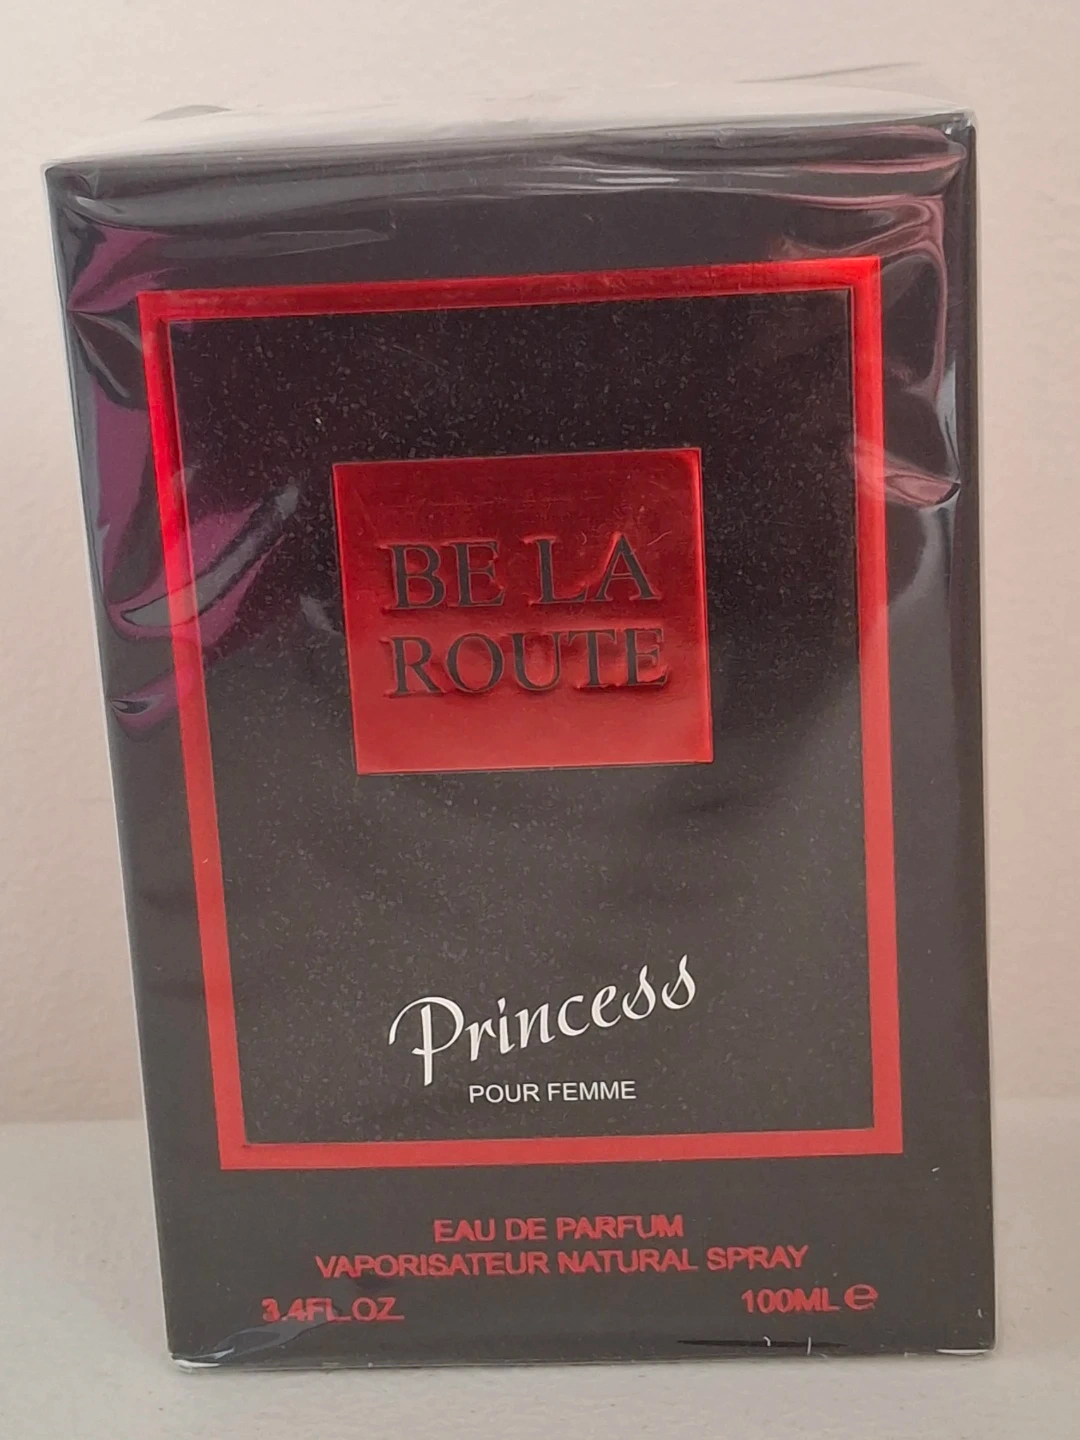 BE LA
ROUTE
Princess
POUR FEMME
EAU DE PARFUM
VAPORISATEUR NATURAL SPRAY
3.4FL.OZ 100ML e